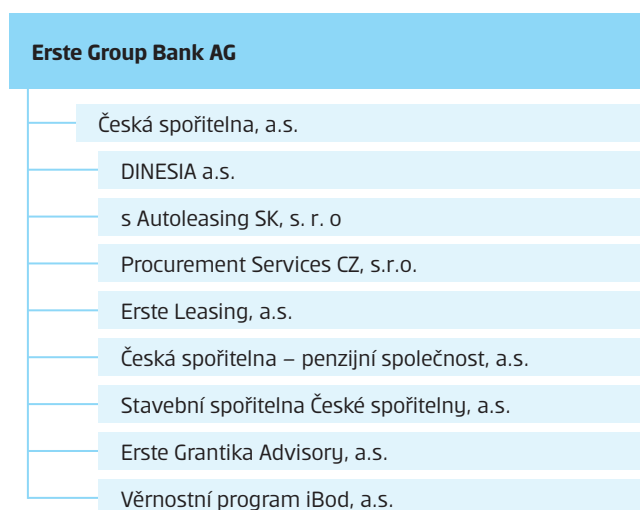 Erste Group Bank AG
Česká spořitelna, a.s.
DINESIA a.s.
s Autoleasing SK, s. r. o
Procurement Services CZ, s.r.o.
Erste Leasing, a.s.
Česká spořitelna – penzijní společnost, a.s.
Stavební spořitelna České spořitelny, a.s.
Erste Grantika Advisory, a.s.
Věrnostní program iBod, a.s.